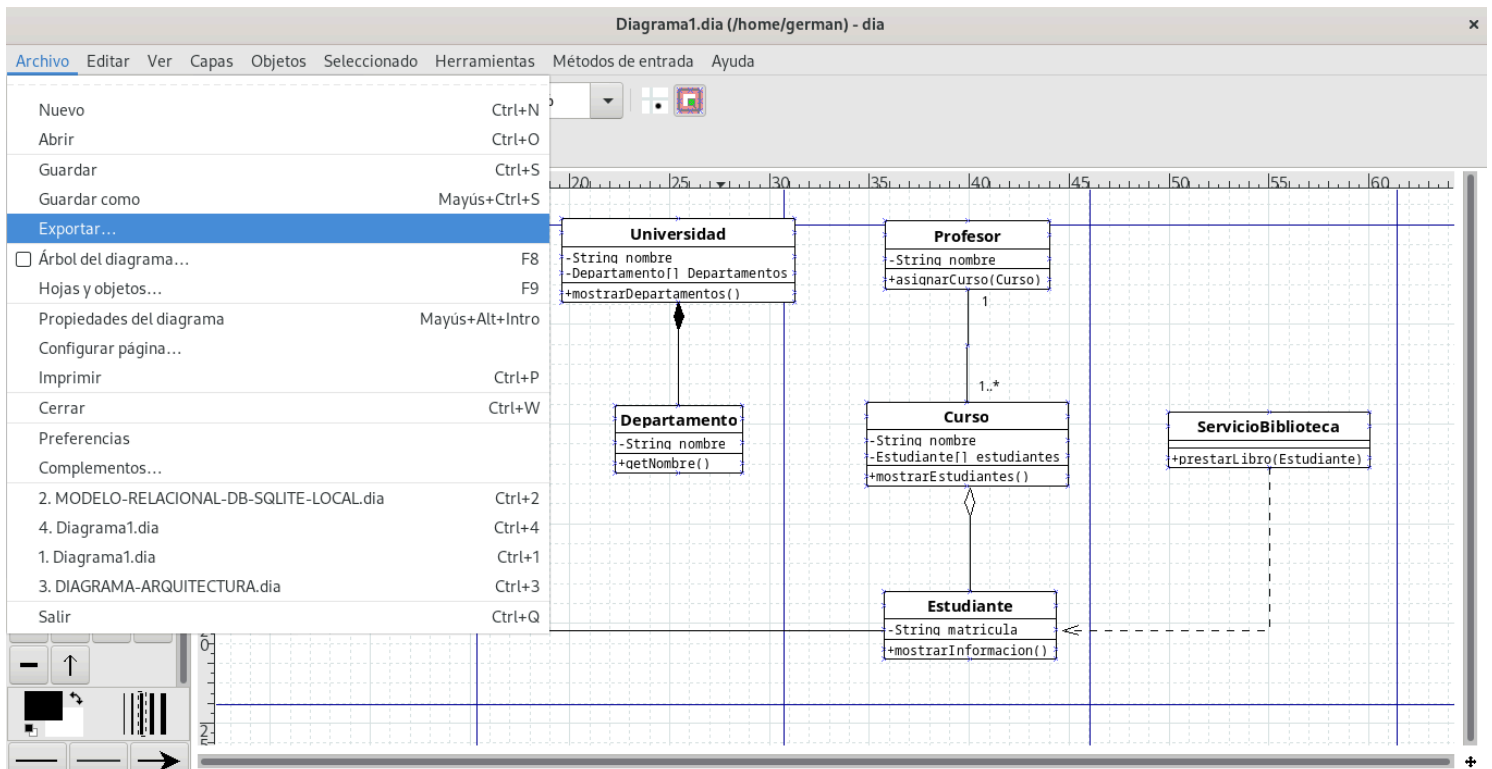 Diagrama1.dia (/home/german) - dia ×
Archivo Editar Ver Capas Objetos Seleccionado Herramientas Métodos de entrada Ayuda
Nuevo Ctrl+N
Abrir Ctrl+O
Guardar Ctrl+S
Guardar como Mayús+Ctrl+S
Exportar...
Árbol del diagrama... F8
Hojas y objetos... F9
Propiedades del diagrama Mayús+Alt+Intro
Configurar página...
Imprimir Ctrl+P
Cerrar Ctrl+W
Preferencias
Complementos...
2. MODELO-RELACIONAL-DB-SQLITE-LOCAL.dia Ctrl+2
4. Diagrama1.dia Ctrl+4
1. Diagrama1.dia Ctrl+1
3. DIAGRAMA-ARQUITECTURA.dia Ctrl+3
Salir Ctrl+Q
20 25 30 35 40 45 50 55 60
Universidad
-String nombre
-Departamento[] Departamentos
+mostrarDepartamentos()
Profesor
-String nombre
+asignarCurso(Curso)
1
1..*
Departamento
-String nombre
+getNombre()
Curso
-String nombre
-Estudiante[] estudiantes
+mostrarEstudiantes()
ServicioBiblioteca
+prestarLibro(Estudiante)
Estudiante
-String matricula
+mostrarInformacion()